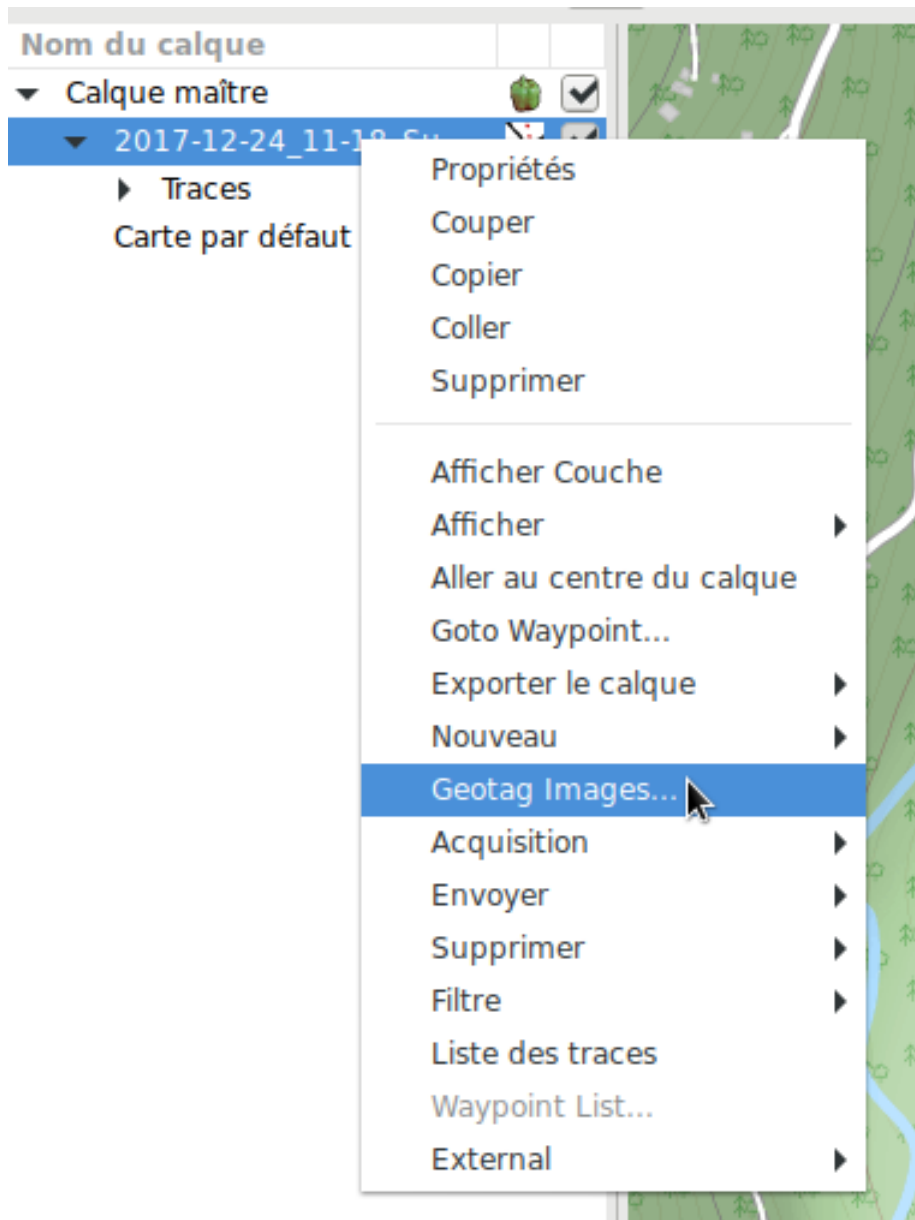 Nom du calque
Calque maître
2017-12-24_11-18_Su
Traces
Carte par défaut
Propriétés
Couper
Copier
Coller
Supprimer
Afficher Couche
Afficher
Aller au centre du calque
Goto Waypoint...
Exporter le calque
Nouveau
Geotag Images...
Acquisition
Envoyer
Supprimer
Filtre
Liste des traces
Waypoint List...
External